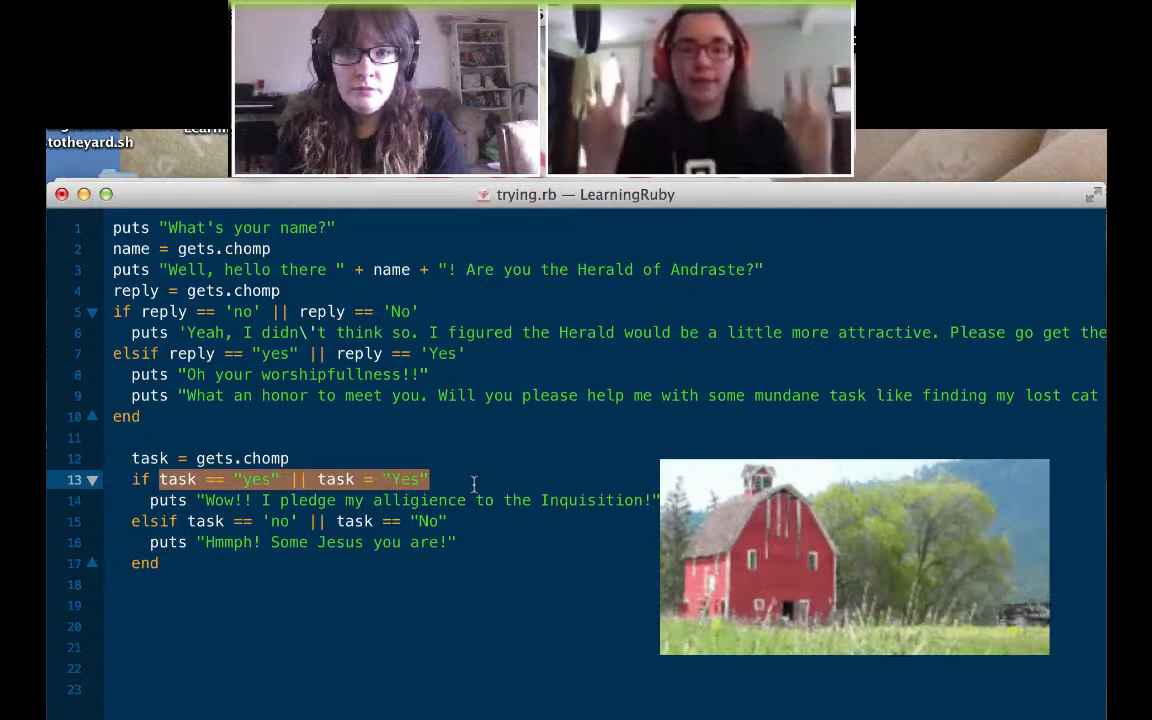 totheyard.sh
trying.rb — LearningRuby
1 puts "What's your name?"
2 name = gets.chomp
3 puts "Well, hello there " + name + "! Are you the Herald of Andraste?"
4 reply = gets.chomp
5 if reply == 'no' || reply == 'No'
6 puts 'Yeah, I didn\'t think so. I figured the Herald would be a little more attractive. Please go get the
7 elsif reply == "yes" || reply == 'Yes'
8 puts "Oh your worshipfullness!!"
9 puts "What an honor to meet you. Will you please help me with some mundane task like finding my lost cat
10 end
11
12 task = gets.chomp
13 if task == "yes" || task = "Yes"
14 puts "Wow!! I pledge my alligience to the Inquisition!"
15 elsif task == 'no' || task == "No"
16 puts "Hmmph! Some Jesus you are!"
17 end
18
19
20
21
22
23